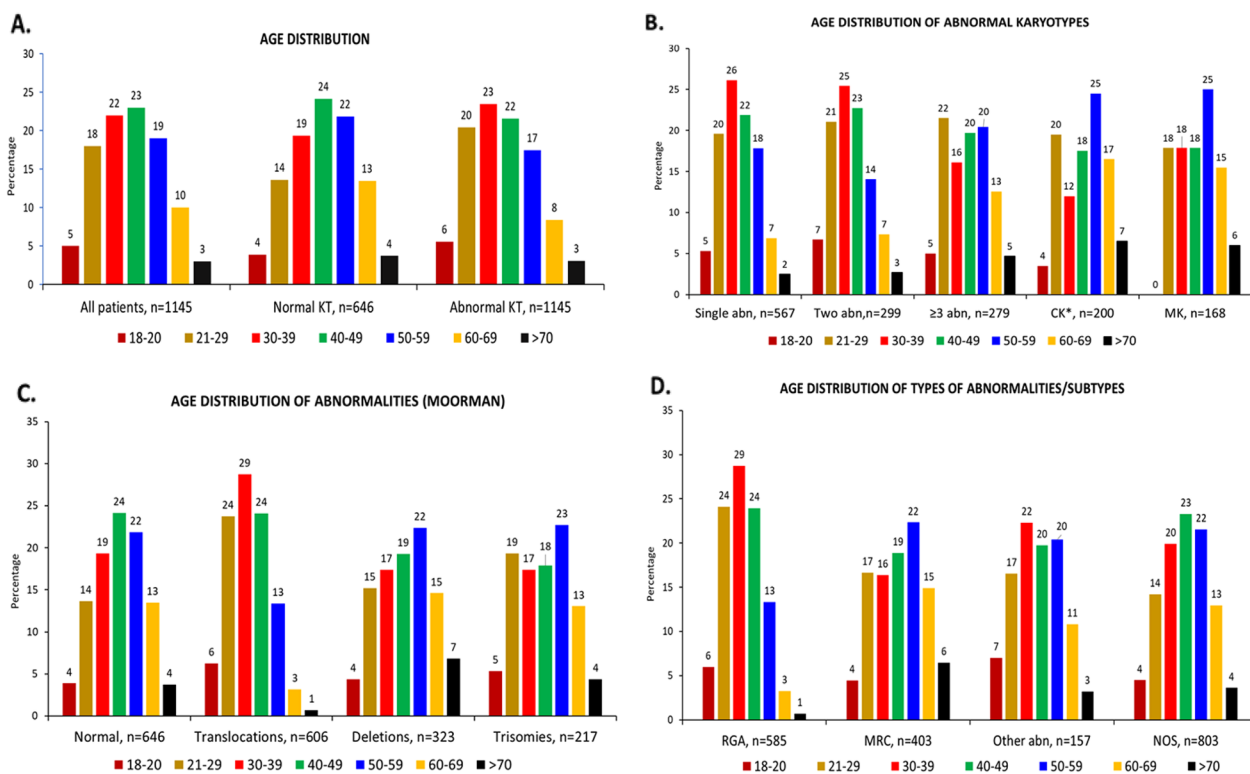 A.
AGE DISTRIBUTION
Percentage
30
25
20
15
10
5
0
5 18 22 23 19 10 3
4 14 19 24 22 13 4
6 20 23 22 17 8 3
All patients, n=1145 Normal KT, n=646 Abnormal KT, n=1145
18-20 21-29 30-39 40-49 50-59 60-69 >70
B.
AGE DISTRIBUTION OF ABNORMAL KARYOTYPES
Percentage
30
25
20
15
10
5
0
5 20 26 22 18 7 2
7 21 25 23 14 7 3
5 22 16 20 20 13 5
4 20 12 18 25 17 7
0 18 18 18 25 15 6
Single abn, n=567 Two abn,n=299 ≥3 abn, n=279 CK*, n=200 MK, n=168
18-20 21-29 30-39 40-49 50-59 60-69 >70
C.
AGE DISTRIBUTION OF ABNORMALITIES (MOORMAN)
Percentage
35
30
25
20
15
10
5
0
4 14 19 24 22 13 4
6 24 29 24 13 3 1
4 15 17 19 22 15 7
5 19 17 18 23 13 4
Normal, n=646 Translocations, n=606 Deletions, n=323 Trisomies, n=217
18-20 21-29 30-39 40-49 50-59 60-69 >70
D.
AGE DISTRIBUTION OF TYPES OF ABNORMALITIES/SUBTYPES
Percentage
35
30
25
20
15
10
5
0
6 24 29 24 13 3 1
4 17 16 19 22 15 6
7 17 22 20 20 11 3
4 14 20 23 22 13 4
RGA, n=585 MRC, n=403 Other abn, n=157 NOS, n=803
18-20 21-29 30-39 40-49 50-59 60-69 >70